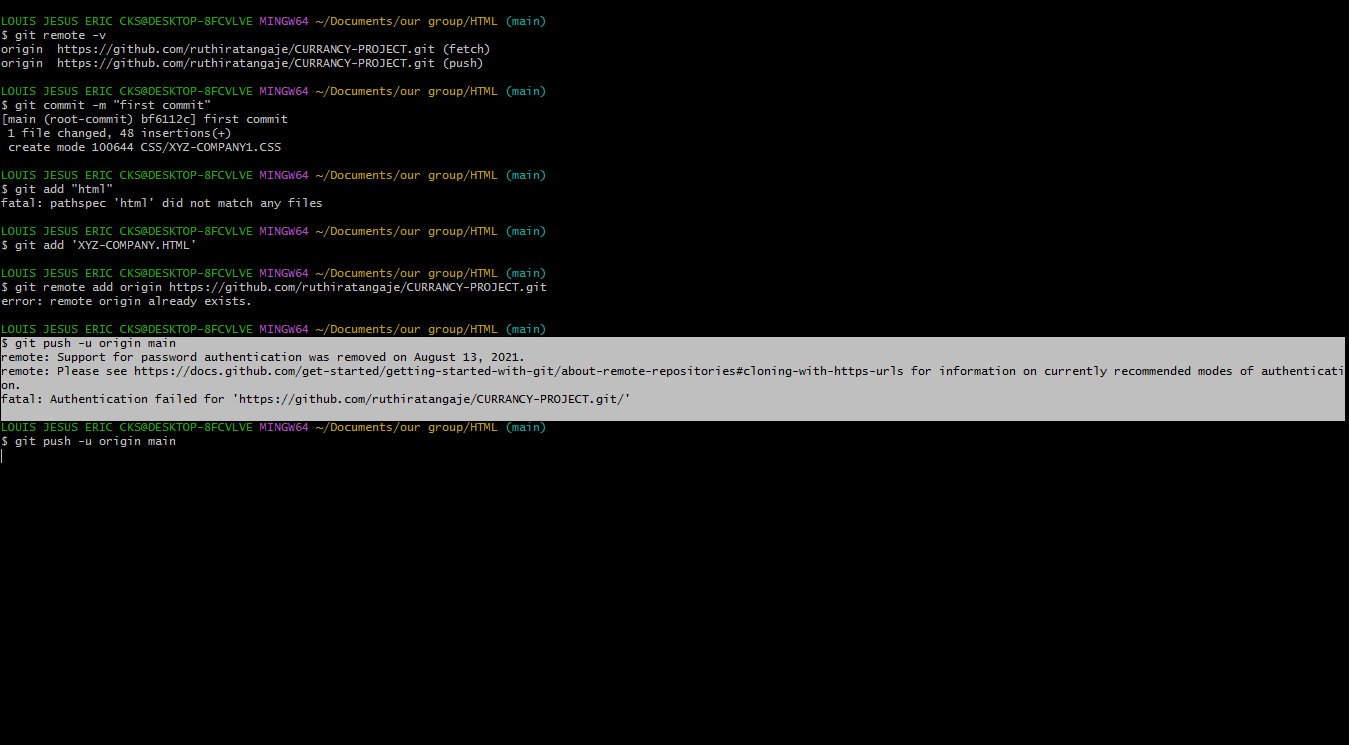 LOUIS JESUS ERIC CKS@DESKTOP-8FCVLVE MINGW64 ~/Documents/our group/HTML (main)
$ git remote -v
origin  https://github.com/ruthiratangaje/CURRANCY-PROJECT.git (fetch)
origin  https://github.com/ruthiratangaje/CURRANCY-PROJECT.git (push)
LOUIS JESUS ERIC CKS@DESKTOP-8FCVLVE MINGW64 ~/Documents/our group/HTML (main)
$ git commit -m "first commit"
[main (root-commit) bf6112c] first commit
 1 file changed, 48 insertions(+)
 create mode 100644 CSS/XYZ-COMPANY1.CSS
LOUIS JESUS ERIC CKS@DESKTOP-8FCVLVE MINGW64 ~/Documents/our group/HTML (main)
$ git add "html"
fatal: pathspec 'html' did not match any files
LOUIS JESUS ERIC CKS@DESKTOP-8FCVLVE MINGW64 ~/Documents/our group/HTML (main)
$ git add 'XYZ-COMPANY.HTML'
LOUIS JESUS ERIC CKS@DESKTOP-8FCVLVE MINGW64 ~/Documents/our group/HTML (main)
$ git remote add origin https://github.com/ruthiratangaje/CURRANCY-PROJECT.git
error: remote origin already exists.
LOUIS JESUS ERIC CKS@DESKTOP-8FCVLVE MINGW64 ~/Documents/our group/HTML (main)
$ git push -u origin main
remote: Support for password authentication was removed on August 13, 2021.
remote: Please see https://docs.github.com/get-started/getting-started-with-git/about-remote-repositories#cloning-with-https-urls for information on currently recommended modes of authenticati
on.
fatal: Authentication failed for 'https://github.com/ruthiratangaje/CURRANCY-PROJECT.git/'
LOUIS JESUS ERIC CKS@DESKTOP-8FCVLVE MINGW64 ~/Documents/our group/HTML (main)
$ git push -u origin main